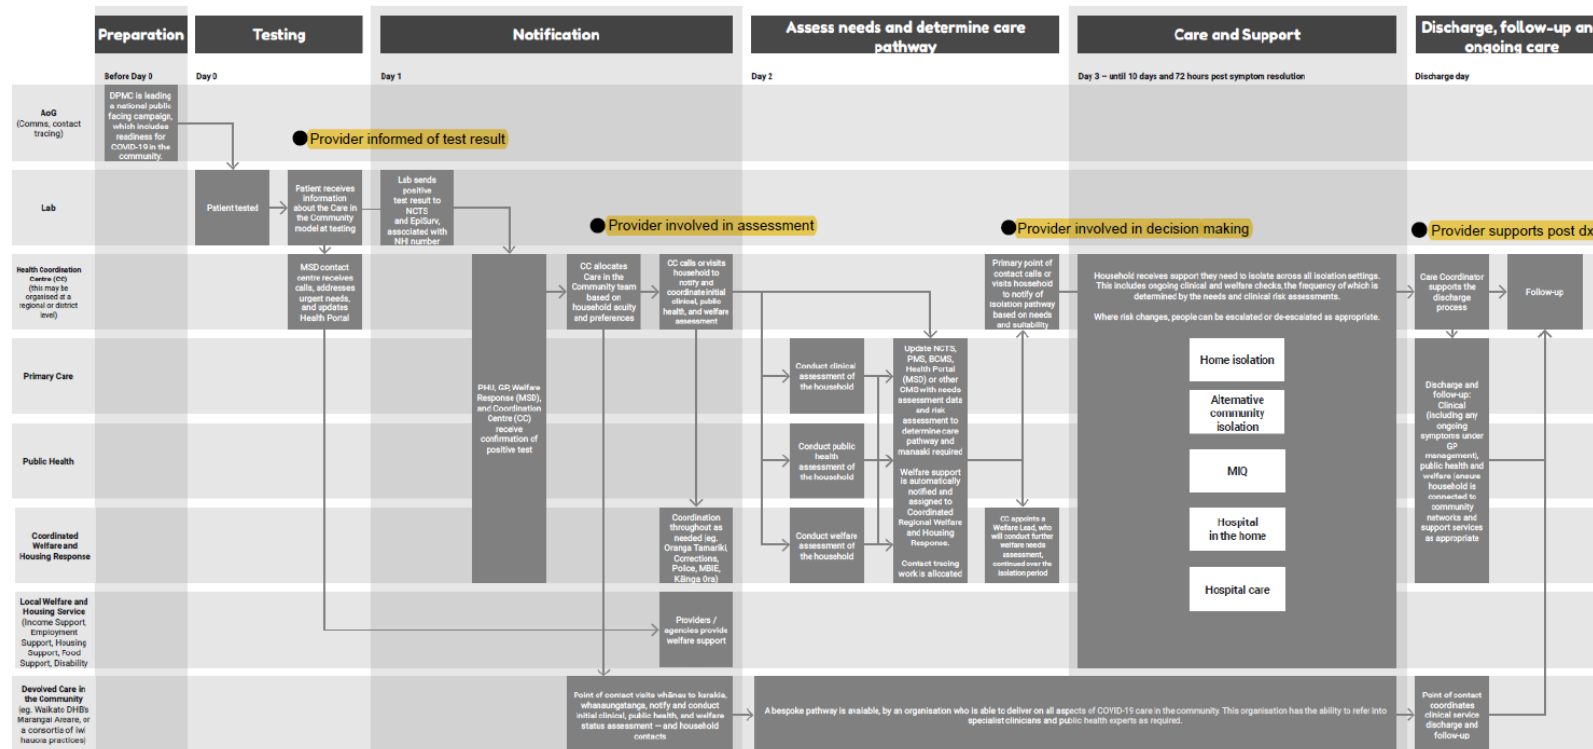 Preparation
Testing
Notification
Assess needs and determine care
pathway
Care and Support
Discharge, follow-up an
ongoing care
Before Day 0
Day 0
Day 1
Day 2
Day 3 – until 10 days and 72 hours post symptom resolution
Discharge day
AoG
(Comms, contact
tracing)
DPMC is leading
a national public
facing campaign,
which includes
readiness for
COVID-19 in the
community.
Provider informed of test result
Lab
Patient tested
Patient receives
information
about the Care in
the Community
model at testing
Lab sends
positive
test result to
NCTS
and EpiSurv,
associated with
NHI number
Provider involved in assessment
Provider involved in decision making
Provider supports post dx
Health Coordination
Centre (CC)
(this may be
organised at a
regional or district
level)
MSD contact
centre receives
calls, addresses
urgent needs,
and updates
Health Portal
CC allocates
Care in the
Community team
based on
household acuity
and preferences
CC calls or visits
household to
notify and
coordinate initial
clinical, public
health, and welfare
assessment
Primary point of
contact calls or
visits household
to notify of
isolation pathway
based on needs
and suitability
Household receives support they need to isolate across all isolation settings.
This includes ongoing clinical and welfare checks, the frequency of which is
determined by the needs and clinical risk assessments.
Where risk changes, people can be escalated or de-escalated as appropriate.
Care Coordinator
supports the
discharge
process
Follow-up
Primary Care
Public Health
Coordinated
Welfare and
Housing Response
PHU, GP, Welfare
Response (MSD),
and Coordination
Centre (CC)
receive
confirmation of
positive test
Coordination
throughout as
needed (eg.
Oranga Tamariki,
Corrections,
Police, MBIE,
Kāinga Ora)
Conduct clinical
assessment of
the household
Conduct public
health
assessment of
the household
Conduct welfare
assessment of
the household
Update NCTS,
PMS, BCMS,
Health Portal
(MSD) or other
CMS with needs
assessment data
and risk
assessment to
determine care
pathway and
manaaki required
Welfare support
is automatically
notified and
assigned to
Coordinated
Regional Welfare
and Housing
Response.
Contact tracing
work is allocated
CC appoints a
Welfare Lead, who
will conduct further
welfare needs
assessment,
continued over the
isolation period
Home isolation
Alternative
community
isolation
MIQ
Hospital
in the home
Hospital care
Discharge and
follow-up:
Clinical
(including any
ongoing
symptoms under
GP
management),
public health and
welfare (ensure
household is
connected to
community
networks and
support services
as appropriate
Local Welfare and
Housing Service
(Income Support,
Employment
Support, Housing
Support, Food
Support, Disability
Providers /
agencies provide
welfare support
Devolved Care in
the Community
(eg. Waikato DHB's
Marangai Areare, or
a consortia of iwi
hauora practices)
Point of contact visits whānau to karakia,
whanaungatanga, notify and conduct
initial clinical, public health, and welfare
status assessment — and household
contacts
A bespoke pathway is available, by an organisation who is able to deliver on all aspects of COVID-19 care in the community. This organisation has the ability to refer into
specialist clinicians and public health experts as required.
Point of contact
coordinates
clinical service
discharge and
follow-up